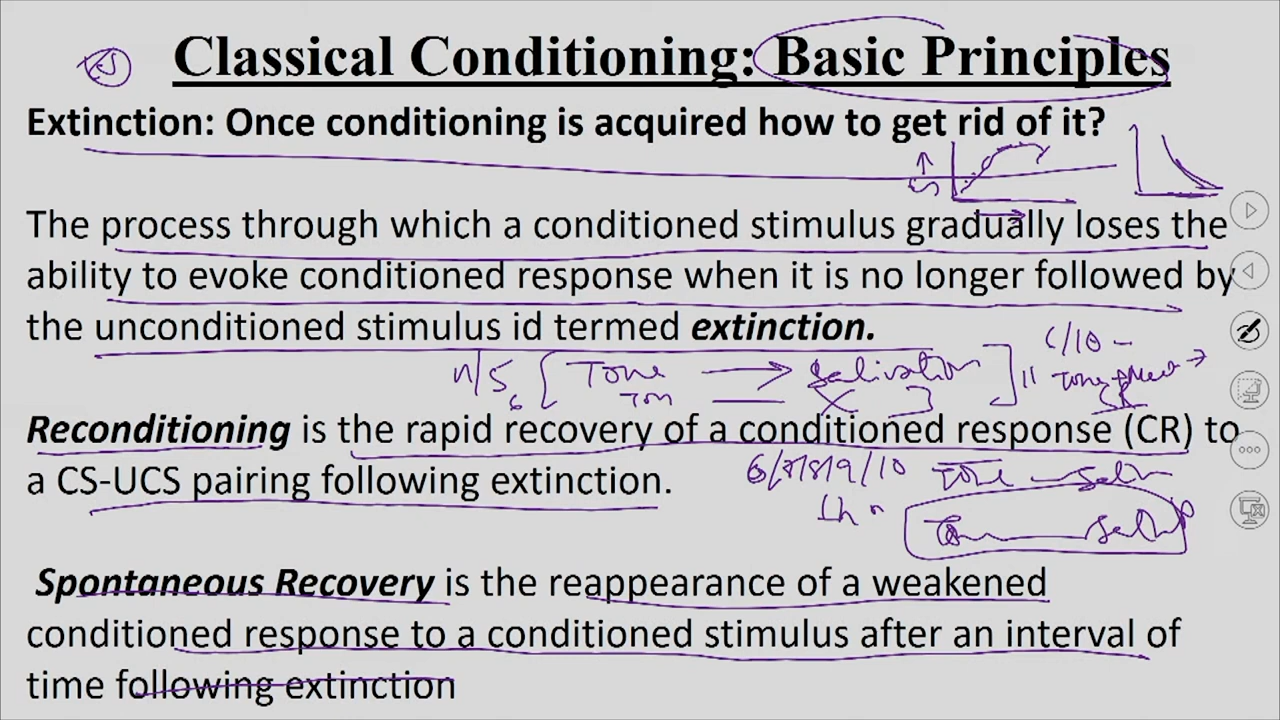 Classical Conditioning: Basic Principles
Extinction: Once conditioning is acquired how to get rid of it?
The process through which a conditioned stimulus gradually loses the
ability to evoke conditioned response when it is no longer followed by
the unconditioned stimulus id termed extinction.
Tone Salivation
Reconditioning is the rapid recovery of a conditioned response (CR) to
a CS-UCS pairing following extinction.
Spontaneous Recovery is the reappearance of a weakened
conditioned response to a conditioned stimulus after an interval of
time following extinction